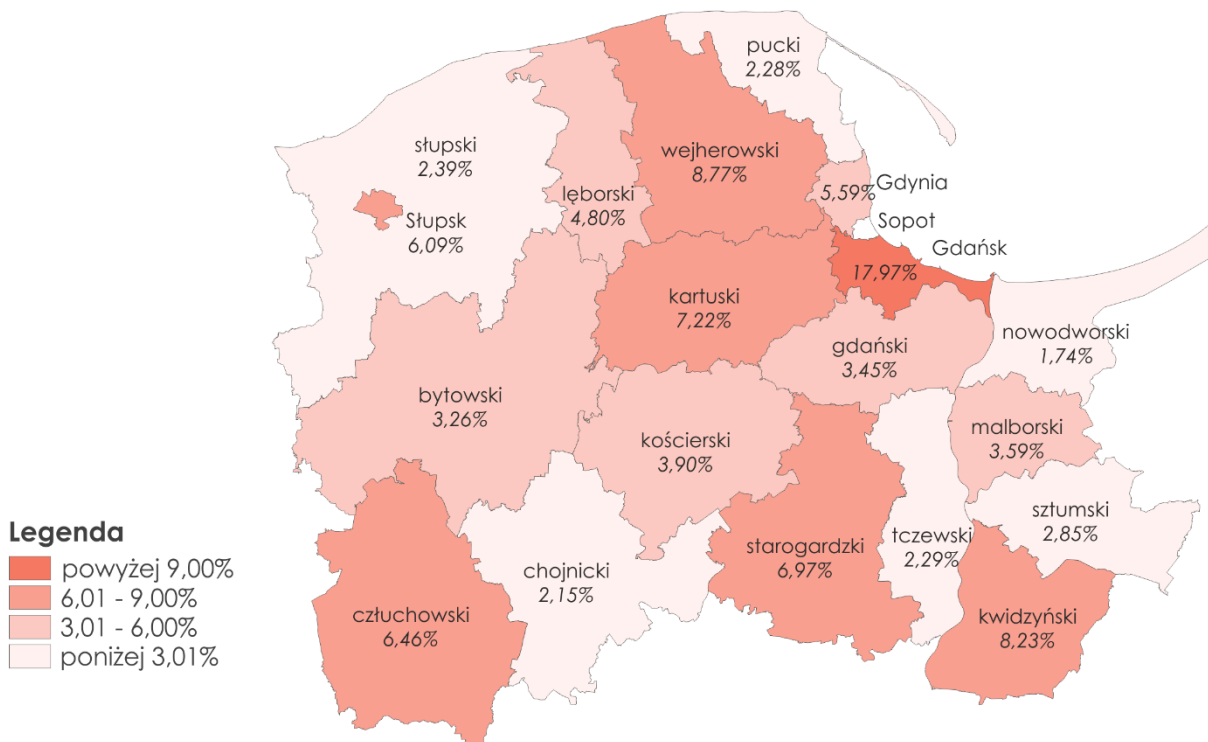 pucki
2,28%
słupski
2,39%
wejherowski
8,77%
lęborski
4,80%
Gdynia
5,59%
Słupsk
6,09%
Sopot
Gdańsk
17,97%
kartuski
7,22%
nowodworski
1,74%
gdański
3,45%
bytowski
3,26%
kościerski
3,90%
malborski
3,59%
sztumski
2,85%
starogardzki
6,97%
tczewski
2,29%
chojnicki
2,15%
człuchowski
6,46%
kwidzyński
8,23%
Legenda
powyżej 9,00%
6,01 - 9,00%
3,01 - 6,00%
poniżej 3,01%